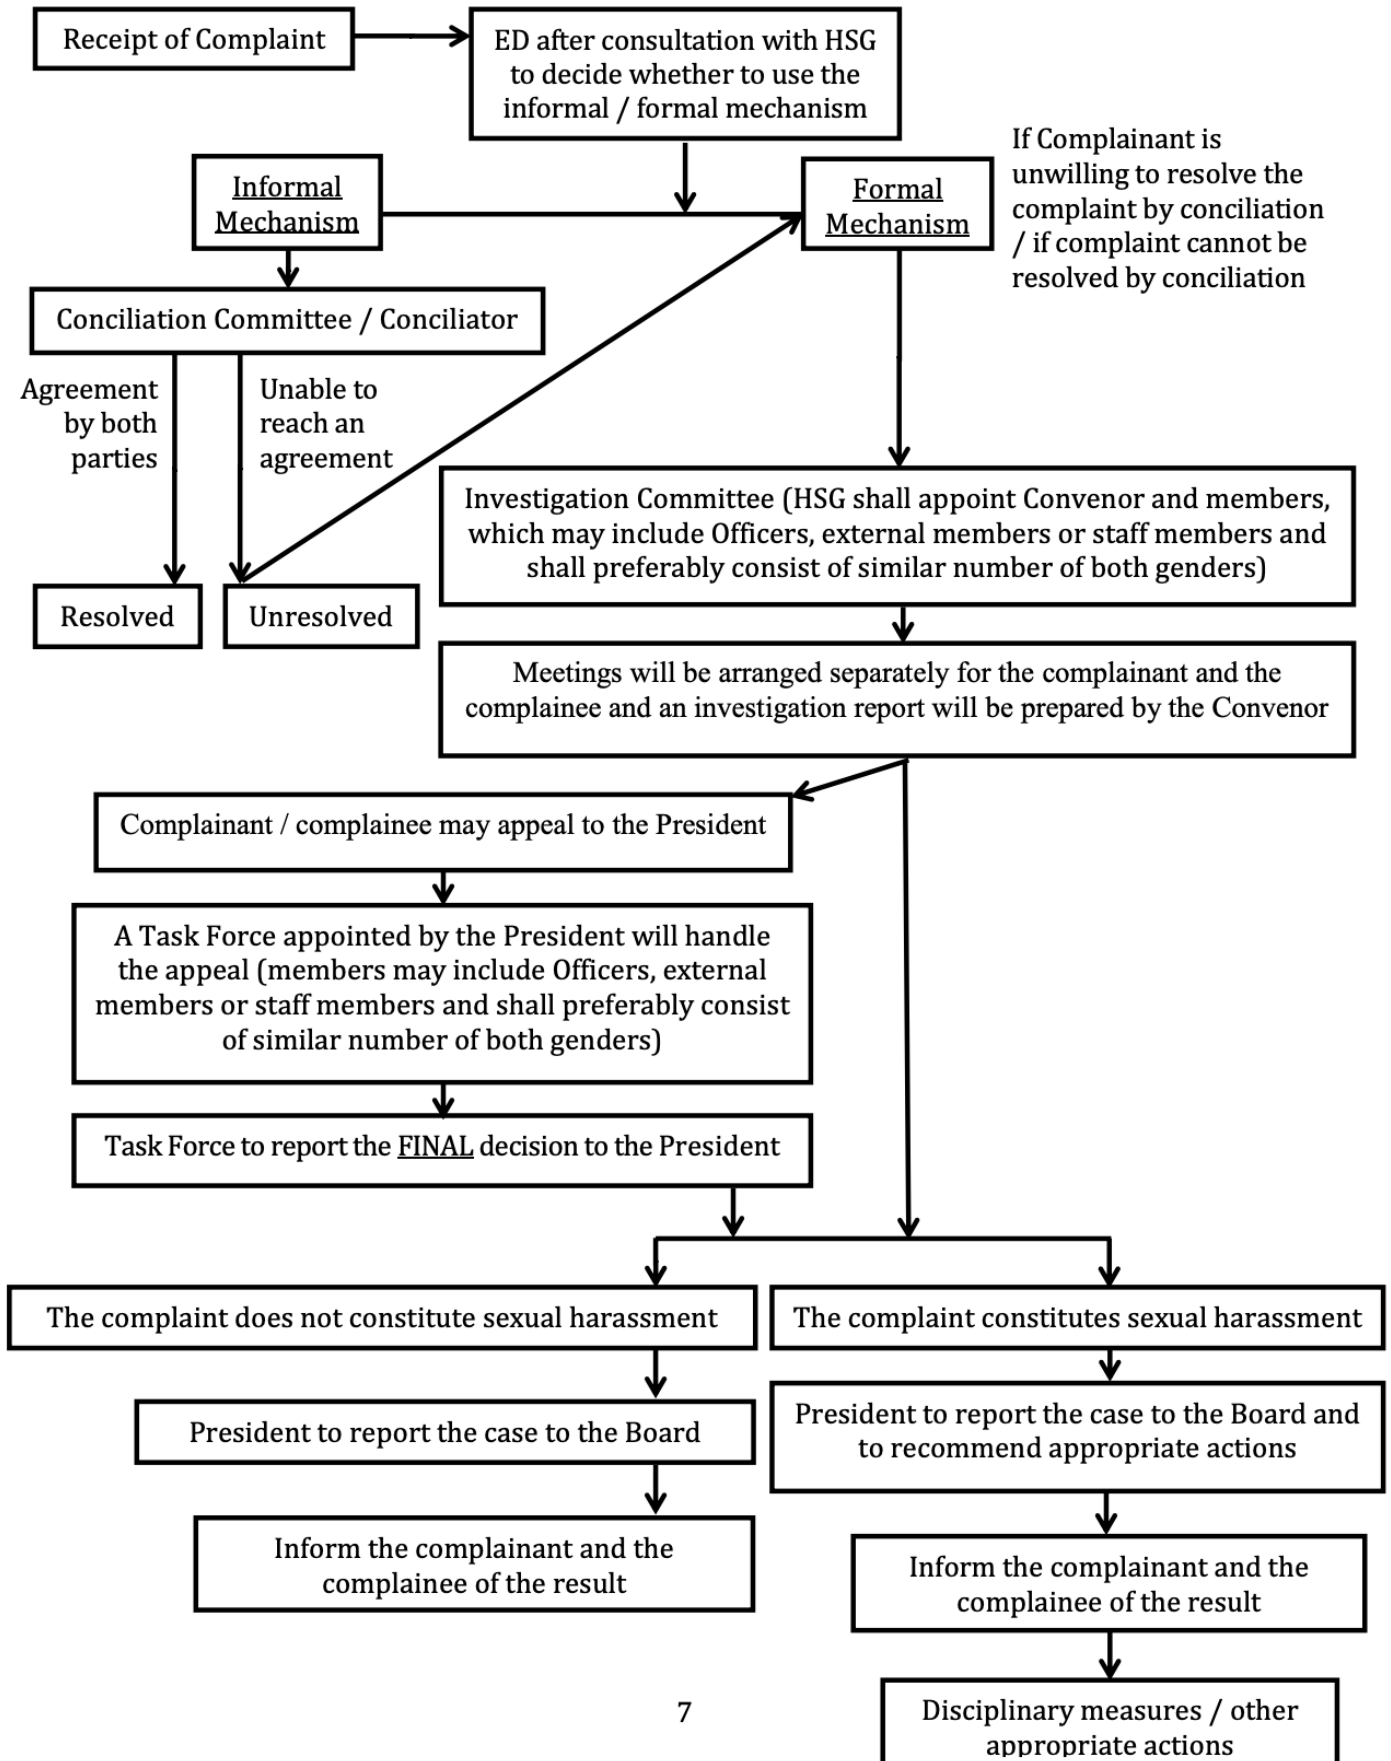 Receipt of Complaint
ED after consultation with HSG
to decide whether to use the
informal / formal mechanism
If Complainant is
unwilling to resolve the
complaint by conciliation
/ if complaint cannot be
resolved by conciliation
Informal
Mechanism
Formal
Mechanism
Conciliation Committee / Conciliator
Agreement
by both
parties
Unable to
reach an
agreement
Resolved
Unresolved
Investigation Committee (HSG shall appoint Convenor and members,
which may include Officers, external members or staff members and
shall preferably consist of similar number of both genders)
Meetings will be arranged separately for the complainant and the
complainee and an investigation report will be prepared by the Convenor
Complainant / complainee may appeal to the President
A Task Force appointed by the President will handle
the appeal (members may include Officers, external
members or staff members and shall preferably consist
of similar number of both genders)
Task Force to report the FINAL decision to the President
The complaint does not constitute sexual harassment
The complaint constitutes sexual harassment
President to report the case to the Board
President to report the case to the Board and
to recommend appropriate actions
Inform the complainant and the
complainee of the result
Inform the complainant and the
complainee of the result
Disciplinary measures / other
appropriate actions
7